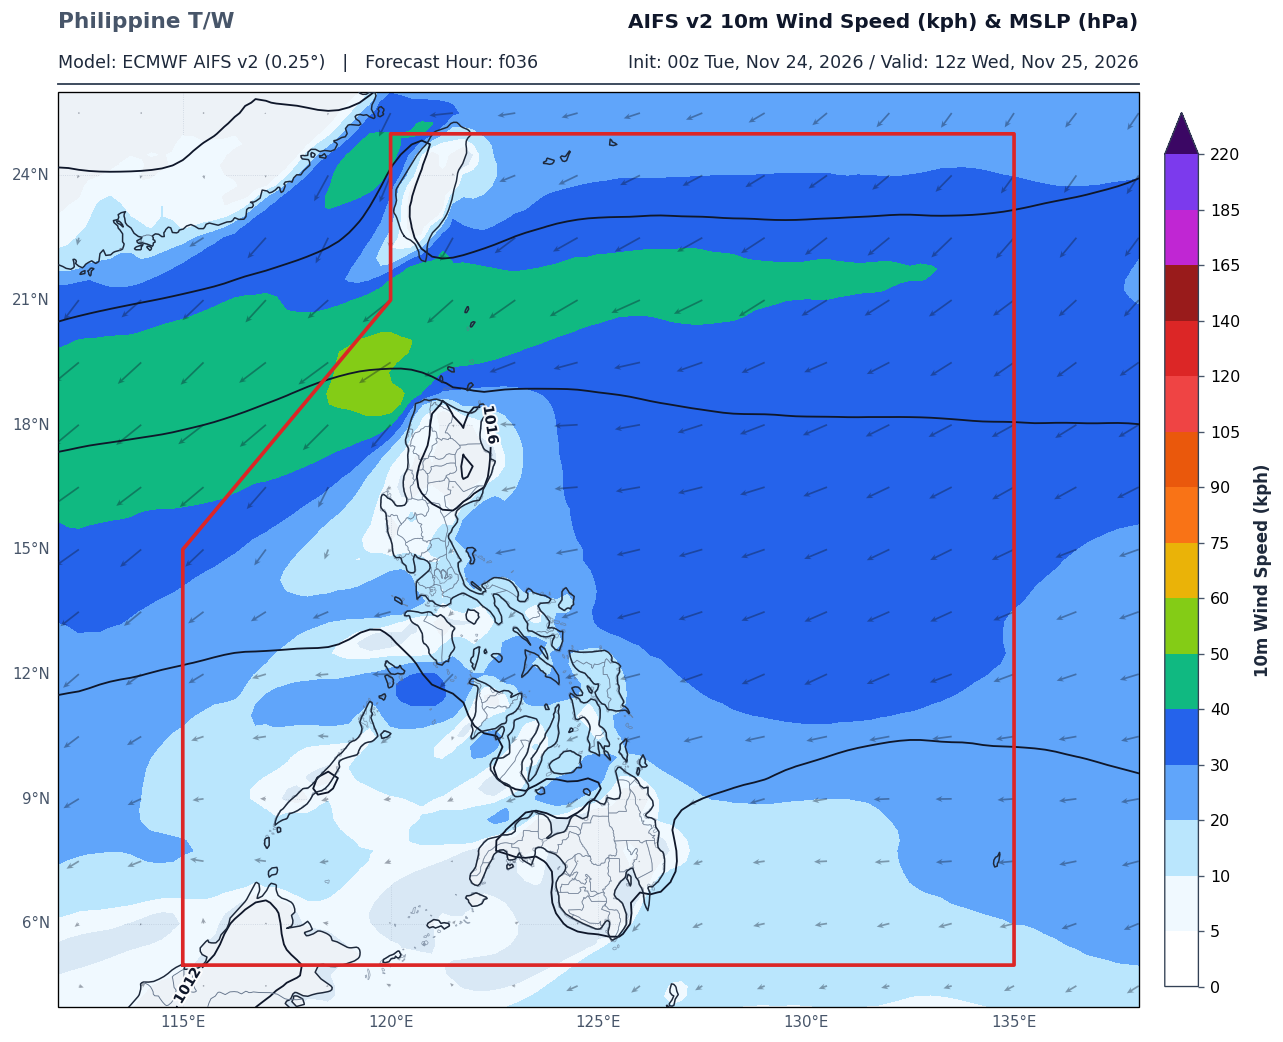 Philippine T/W
AIFS v2 10m Wind Speed (kph) & MSLP (hPa)
Model: ECMWF AIFS v2 (0.25°) | Forecast Hour: f036
Init: 00z Tue, Nov 24, 2026 / Valid: 12z Wed, Nov 25, 2026
24°N
21°N
18°N
15°N
12°N
9°N
6°N
1016
1012
115°E
120°E
125°E
130°E
135°E
220
185
165
140
120
105
90
75
60
50
40
30
20
10
5
0
10m Wind Speed (kph)